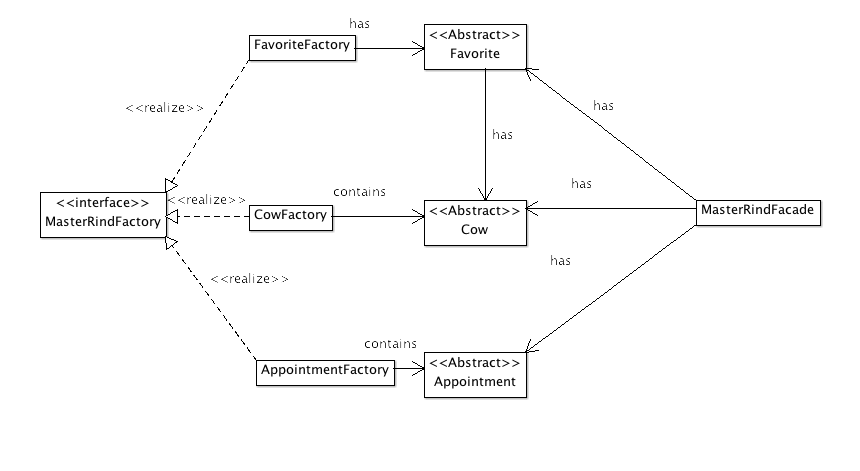 has
FavoriteFactory
<<Abstract>>
Favorite
<<realize>>
has
has
<<interface>>
MasterRindFactory
<<realize>>
CowFactory
contains
<<Abstract>>
Cow
has
MasterRindFacade
<<realize>>
has
AppointmentFactory
contains
<<Abstract>>
Appointment